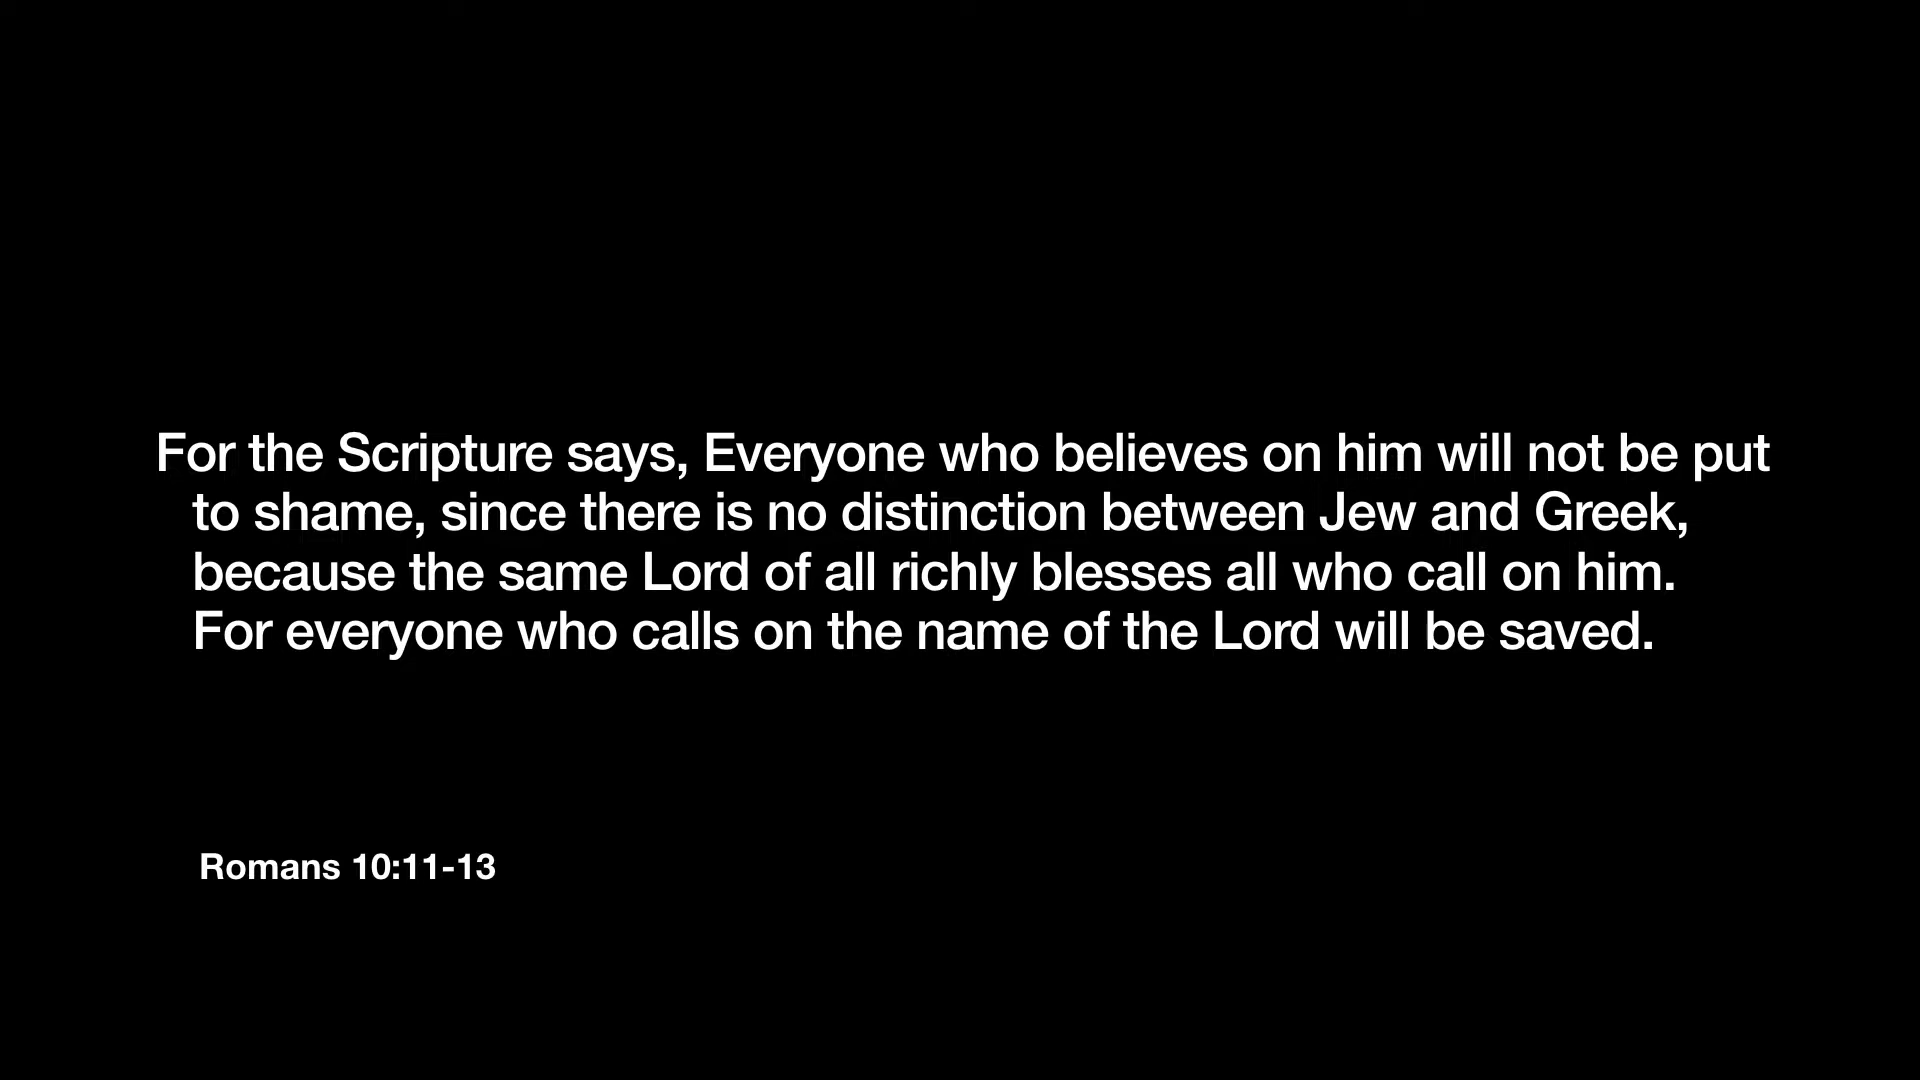 For the Scripture says, Everyone who believes on him will not be put
to shame, since there is no distinction between Jew and Greek,
because the same Lord of all richly blesses all who call on him.
For everyone who calls on the name of the Lord will be saved.
Romans 10:11-13